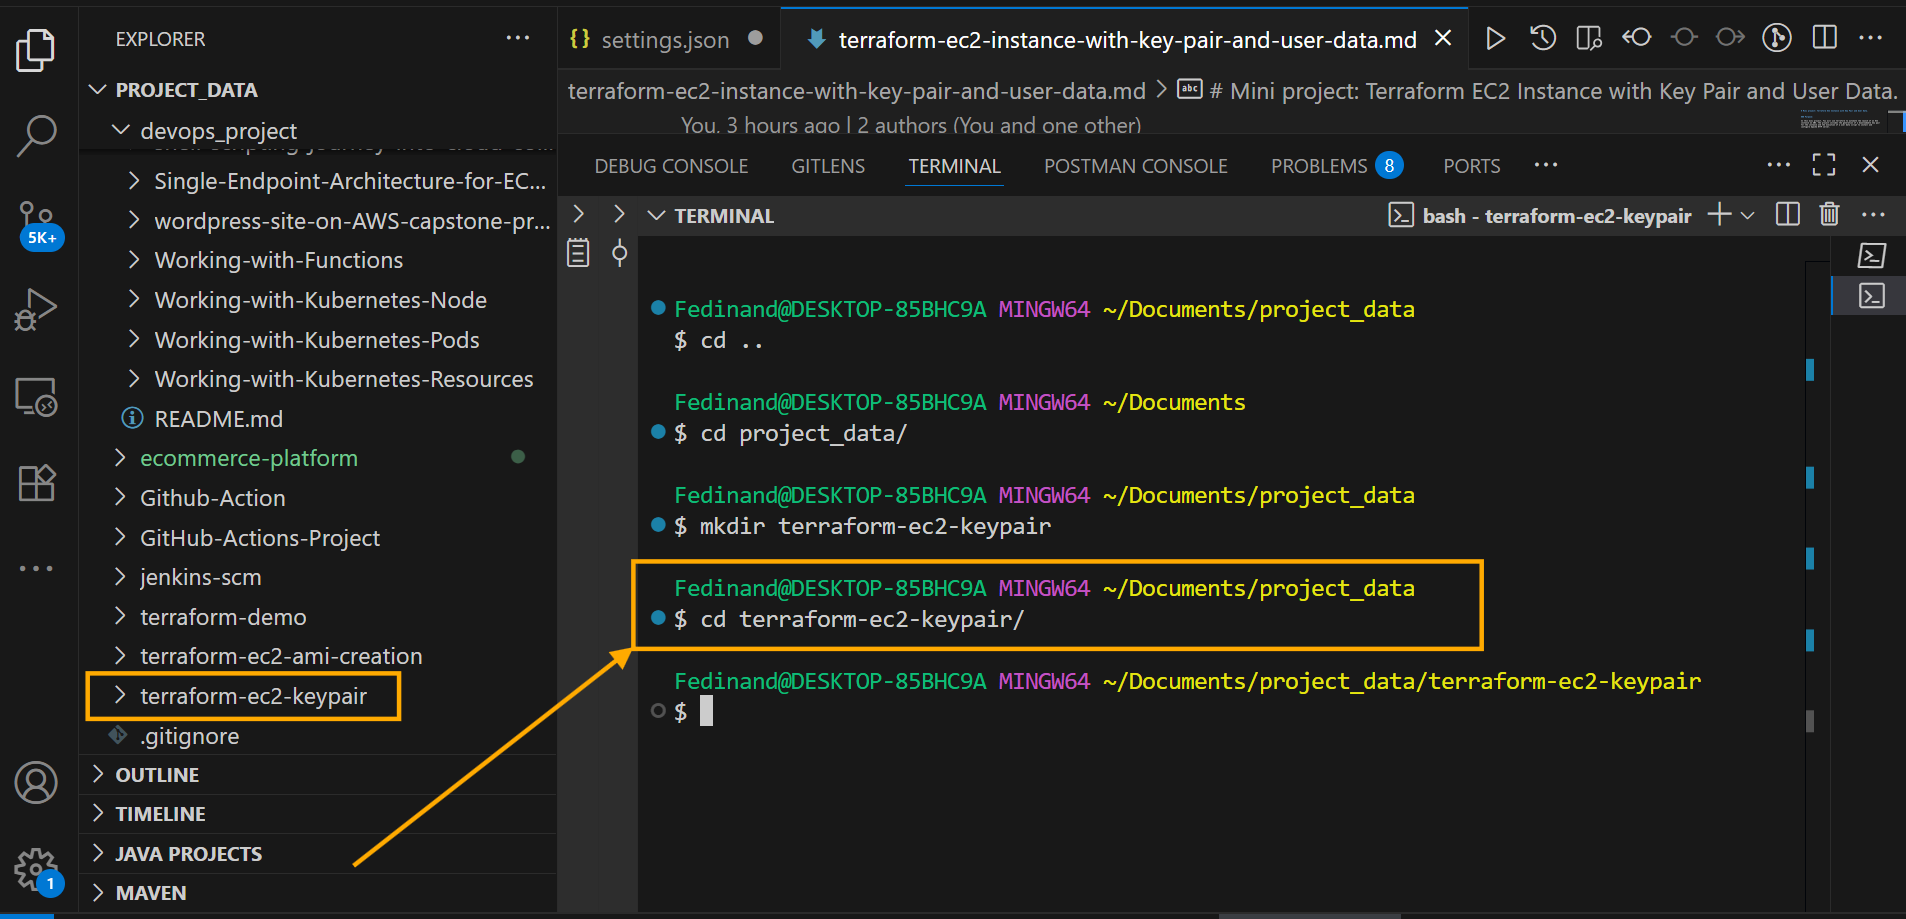 EXPLORER
PROJECT_DATA
devops_project
Single-Endpoint-Architecture-for-EC...
wordpress-site-on-AWS-capstone-pr...
Working-with-Functions
Working-with-Kubernetes-Node
Working-with-Kubernetes-Pods
Working-with-Kubernetes-Resources
README.md
ecommerce-platform
Github-Action
GitHub-Actions-Project
jenkins-scm
terraform-demo
terraform-ec2-ami-creation
terraform-ec2-keypair
.gitignore
OUTLINE
TIMELINE
JAVA PROJECTS
MAVEN
5K+
1
{} settings.json
terraform-ec2-instance-with-key-pair-and-user-data.md
terraform-ec2-instance-with-key-pair-and-user-data.md > abc # Mini project: Terraform EC2 Instance with Key Pair and User Data.
You, 3 hours ago | 2 authors (You and one other)
DEBUG CONSOLE GITLENS TERMINAL POSTMAN CONSOLE PROBLEMS 8 PORTS
TERMINAL
bash - terraform-ec2-keypair
Fedinand@DESKTOP-85BHC9A MINGW64 ~/Documents/project_data
$ cd ..
Fedinand@DESKTOP-85BHC9A MINGW64 ~/Documents
$ cd project_data/
Fedinand@DESKTOP-85BHC9A MINGW64 ~/Documents/project_data
$ mkdir terraform-ec2-keypair
Fedinand@DESKTOP-85BHC9A MINGW64 ~/Documents/project_data
$ cd terraform-ec2-keypair/
Fedinand@DESKTOP-85BHC9A MINGW64 ~/Documents/project_data/terraform-ec2-keypair
$